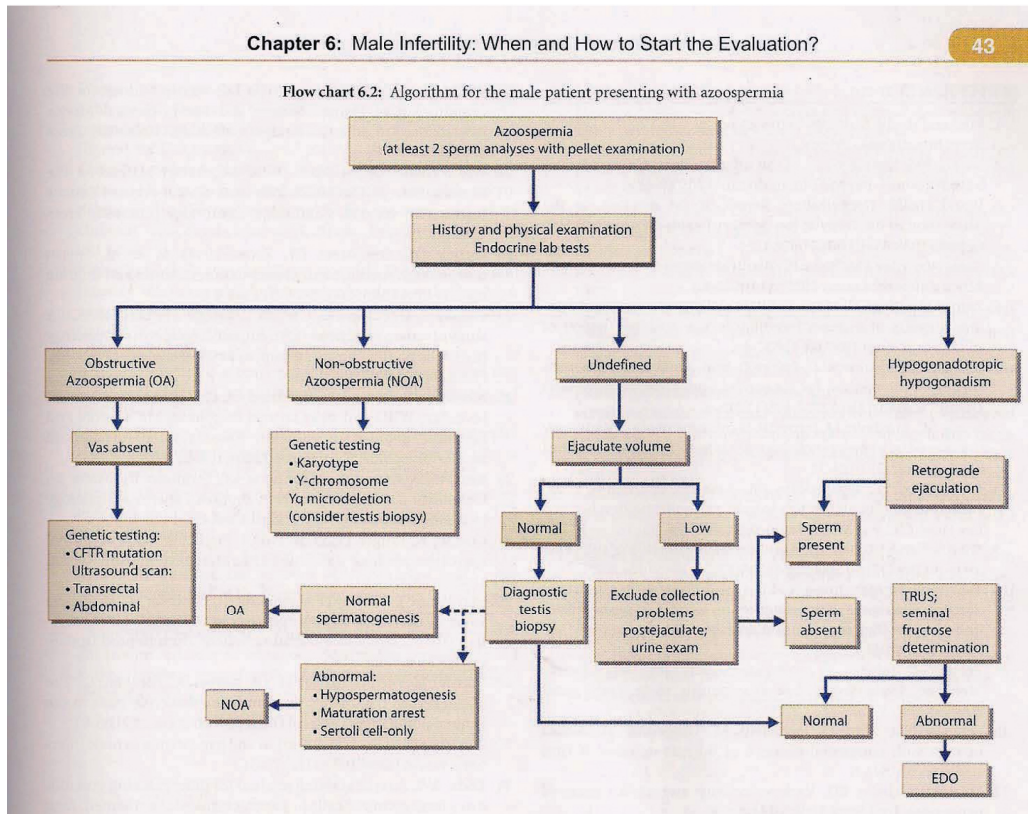 Chapter 6: Male Infertility: When and How to Start the Evaluation?
43
Flow chart 6.2: Algorithm for the male patient presenting with azoospermia
Azoospermia
(at least 2 sperm analyses with pellet examination)
History and physical examination
Endocrine lab tests
Obstructive
Azoospermia (OA)
Non-obstructive
Azoospermia (NOA)
Undefined
Hypogonadotropic
hypogonadism
Vas absent
Genetic testing
• Karyotype
• Y-chromosome
Yq microdeletion
(consider testis biopsy)
Ejaculate volume
Retrograde
ejaculation
Genetic testing:
• CFTR mutation
Ultrasound scan:
• Transrectal
• Abdominal
Normal
Low
Sperm
present
OA
Normal
spermatogenesis
Diagnostic
testis
biopsy
Exclude collection
problems
postejaculate;
urine exam
Sperm
absent
TRUS;
seminal
fructose
determination
NOA
Abnormal:
• Hypospermatogenesis
• Maturation arrest
• Sertoli cell-only
Normal
Abnormal
EDO